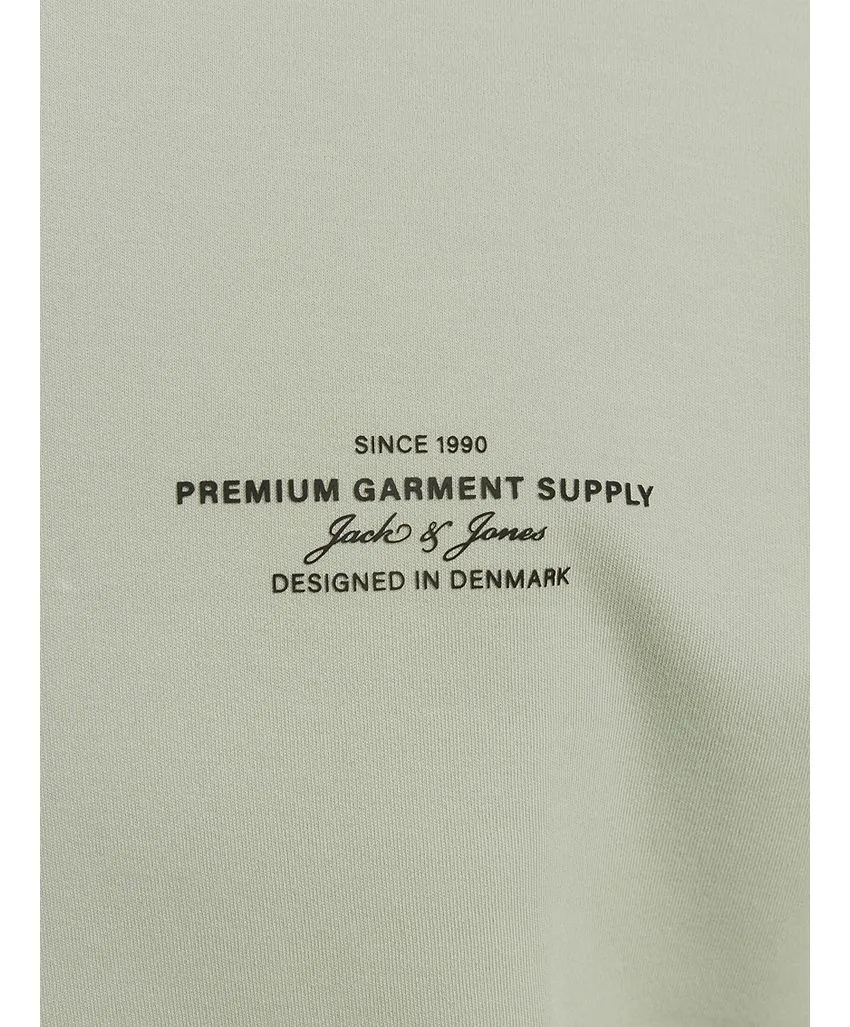 SINCE 1990
PREMIUM GARMENT SUPPLY
Jack & Jones
DESIGNED IN DENMARK